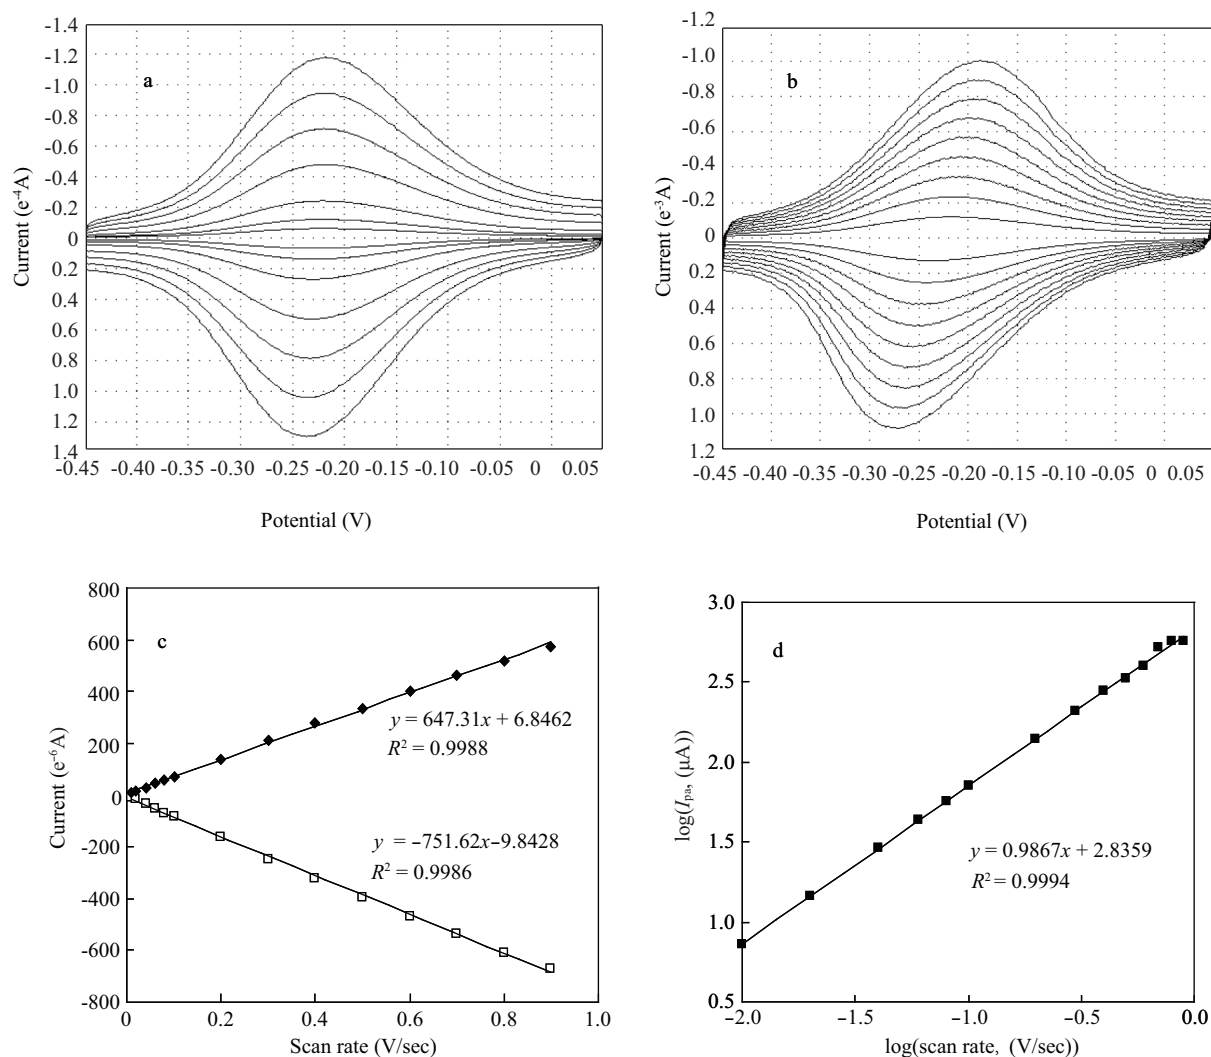 a
-1.4
-1.2
-1.0
-0.8
-0.6
-0.4
-0.2
0
0.2
0.4
0.6
0.8
1.0
1.2
1.4
Current (e⁻⁴A)
-0.45 -0.40 -0.35 -0.30 -0.25 -0.20 -0.15 -0.10 -0.05 0 0.05
Potential (V)
b
-1.2
-1.0
-0.8
-0.6
-0.4
-0.2
0
0.2
0.4
0.6
0.8
1.0
1.2
Current (e⁻³A)
-0.45 -0.40 -0.35 -0.30 -0.25 -0.20 -0.15 -0.10 -0.05 0 0.05
Potential (V)
c
800
600
400
200
0
-200
-400
-600
-800
Current (e⁻⁶A)
y = 647.31x + 6.8462
R² = 0.9988
y = –751.62x–9.8428
R² = 0.9986
0 0.2 0.4 0.6 0.8 1.0
Scan rate (V/sec)
d
3.0
2.5
2.0
1.5
1.0
0.5
log(Ipa, (μA))
y = 0.9867x + 2.8359
R² = 0.9994
–2.0 –1.5 –1.0 –0.5 0.0
log(scan rate, (V/sec))